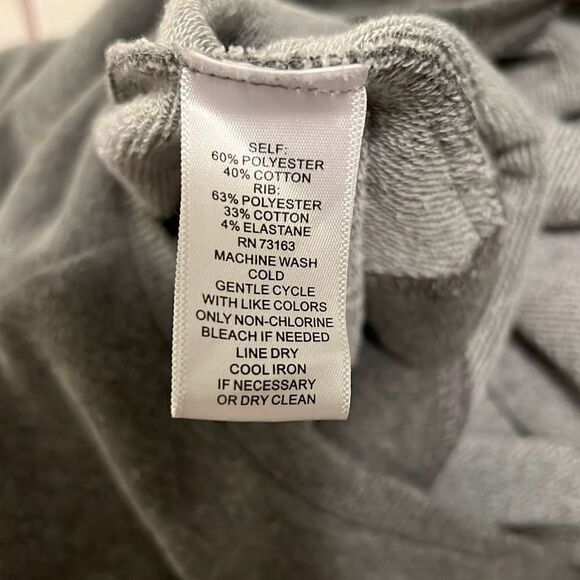 SELF:
60% POLYESTER
40% COTTON
RIB:
63% POLYESTER
33% COTTON
4% ELASTANE
RN 73163
MACHINE WASH
COLD
GENTLE CYCLE
WITH LIKE COLORS
ONLY NON-CHLORINE
BLEACH IF NEEDED
LINE DRY
COOL IRON
IF NECESSARY
OR DRY CLEAN